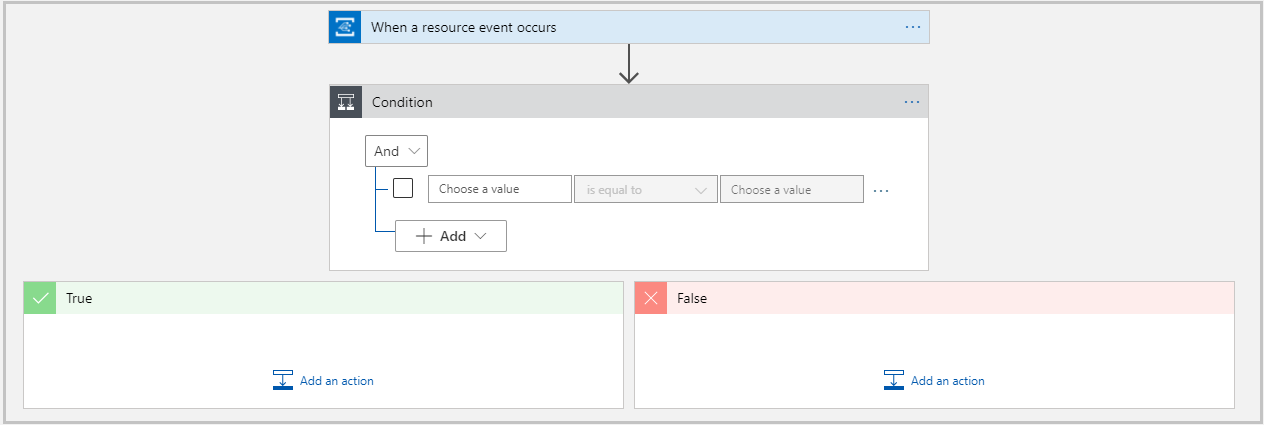 When a resource event occurs
Condition
And
Choose a value is equal to Choose a value
Add
True False
Add an action Add an action